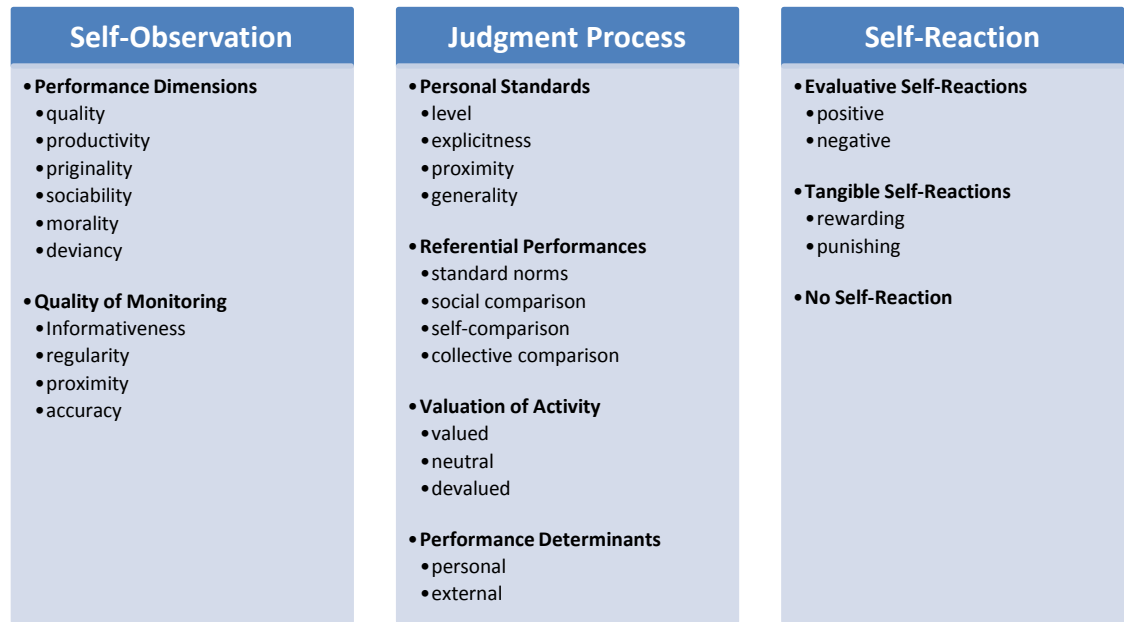 Self-Observation
•Performance Dimensions
•quality
•productivity
•priginality
•sociability
•morality
•deviancy
•Quality of Monitoring
•Informativeness
•regularity
•proximity
•accuracy
Judgment Process
•Personal Standards
•level
•explicitness
•proximity
•generality
•Referential Performances
•standard norms
•social comparison
•self-comparison
•collective comparison
•Valuation of Activity
•valued
•neutral
•devalued
•Performance Determinants
•personal
•external
Self-Reaction
•Evaluative Self-Reactions
•positive
•negative
•Tangible Self-Reactions
•rewarding
•punishing
•No Self-Reaction